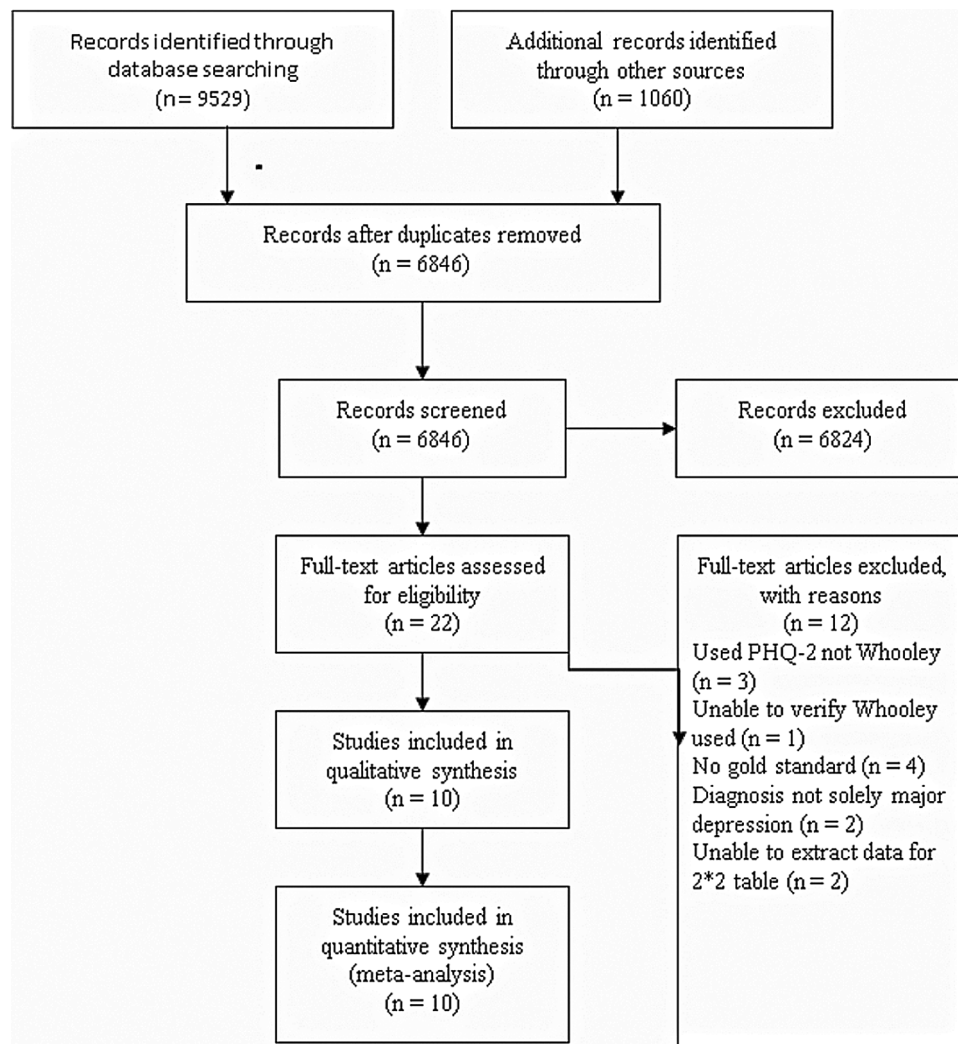 Records identified through
database searching
(n= 9529)
Additional records identified
through other sources
(n = 1060)
Records after duplicates removed
(n = 6846)
Records screened
(n = 6846)
Records excluded
(n = 6824)
Full-text articles assessed
for eligibility
(n = 22)
Full-text articles excluded,
with reasons
(n = 12)
Used PHQ-2 not Whooley
(n = 3)
Unable to verify Whooley
used (n = 1)
No gold standard (n = 4)
Diagnosis not solely major
depression (n = 2)
Unable to extract data for
2*2 table (n = 2)
Studies included in
qualitative synthesis
(n = 10)
Studies included in
quantitative synthesis
(meta-analysis)
(n = 10)